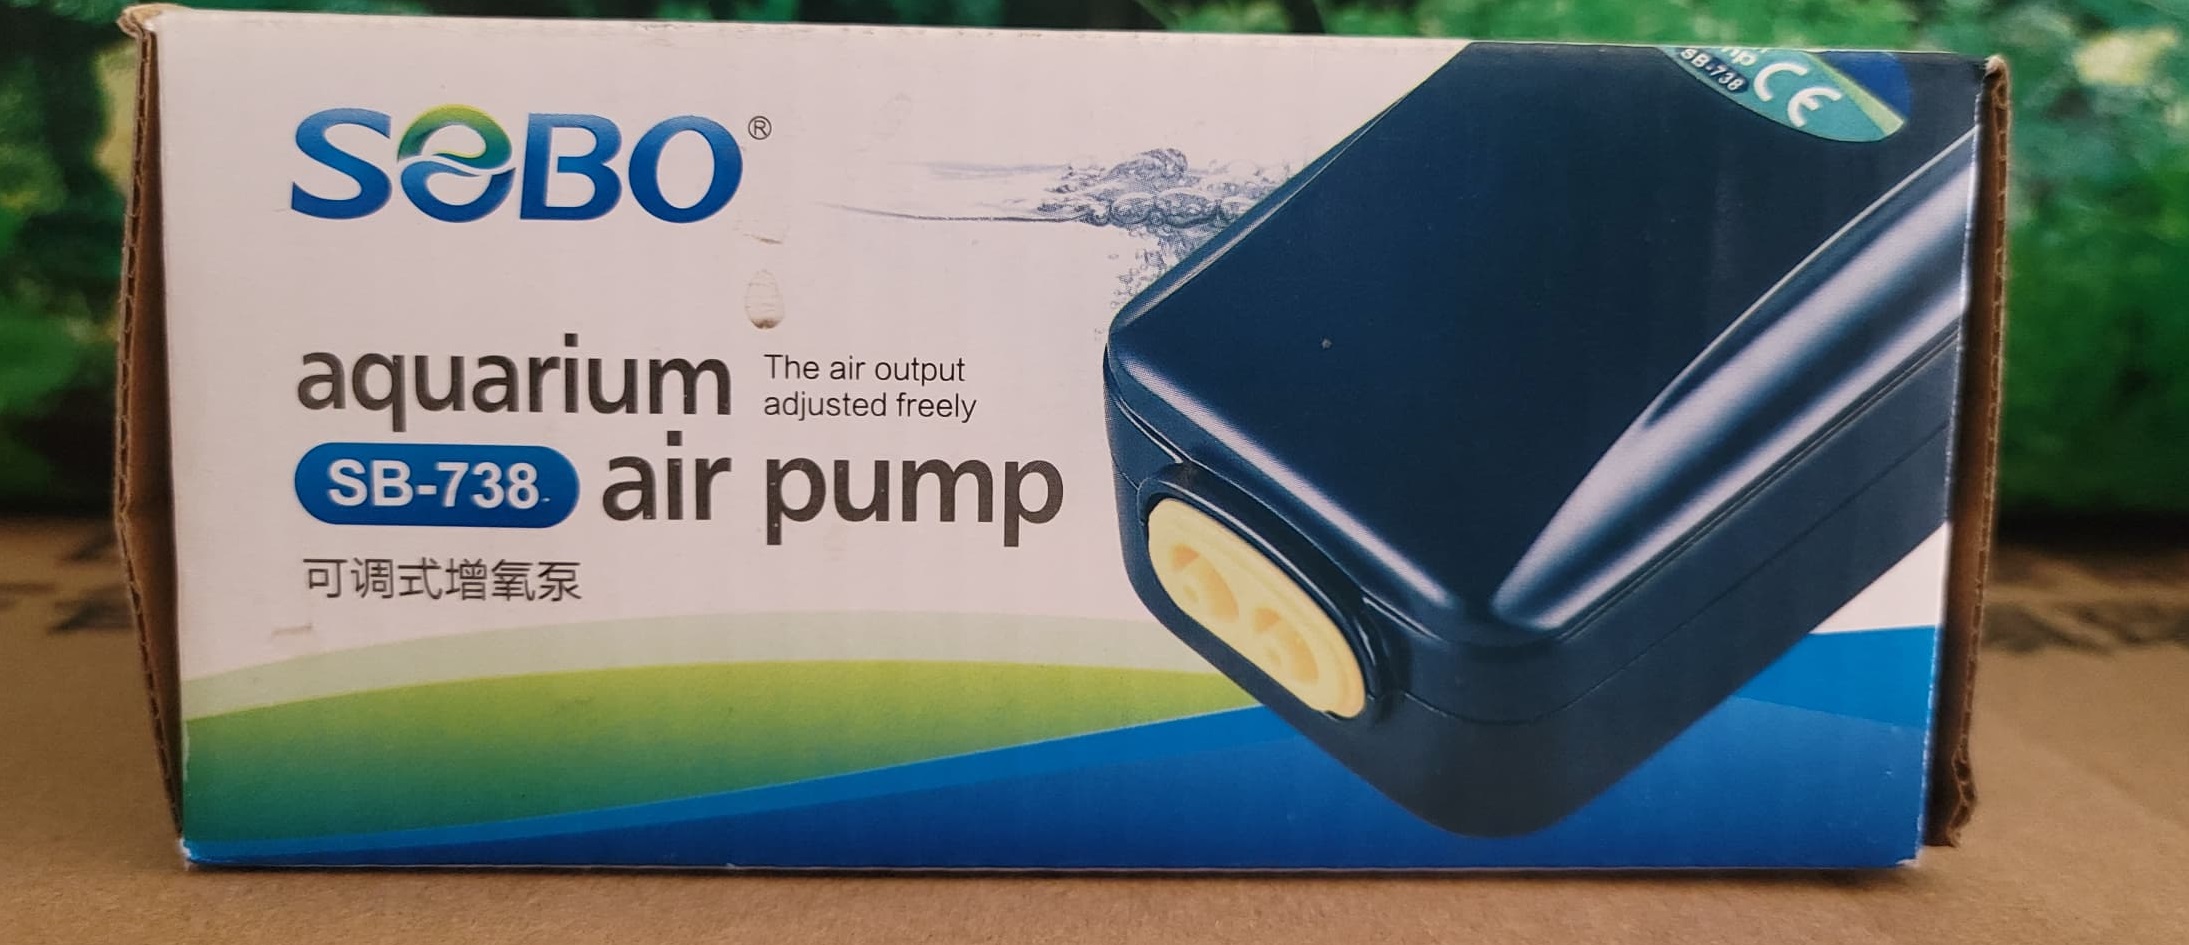 SOBO®
aquarium
The air output
adjusted freely
SB-738
air pump
可调式增氧泵
SB-738
CE